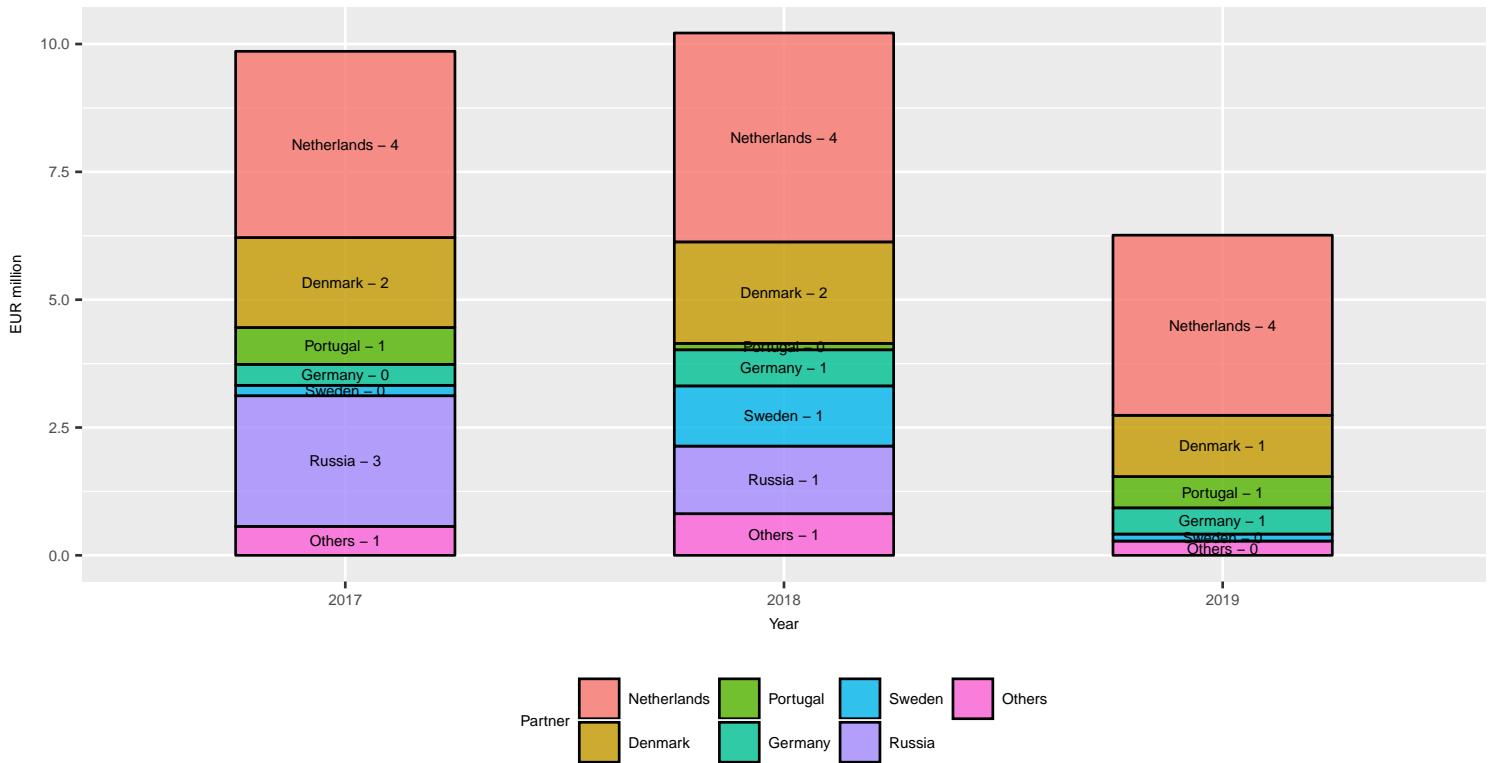 10.0
7.5
5.0
2.5
0.0
EUR million
Netherlands – 4
Denmark – 2
Portugal – 1
Germany – 0
Sweden – 0
Russia – 3
Others – 1
Netherlands – 4
Denmark – 2
Portugal – 0
Germany – 1
Sweden – 1
Russia – 1
Others – 1
Netherlands – 4
Denmark – 1
Portugal – 1
Germany – 1
Sweden – 0
Others – 0
2017 2018 2019
Year
Partner
Netherlands Portugal Sweden Others
Denmark Germany Russia